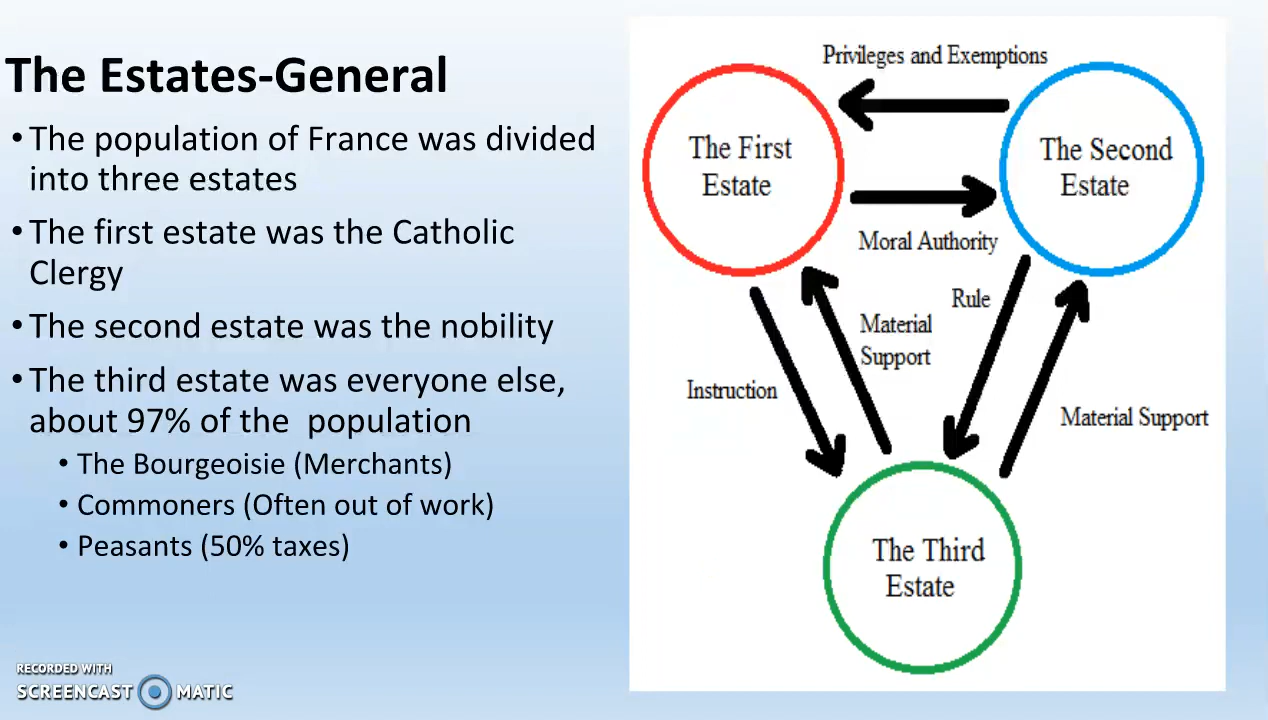 The Estates-General
• The population of France was divided
into three estates
• The first estate was the Catholic
Clergy
• The second estate was the nobility
• The third estate was everyone else,
about 97% of the population
• The Bourgeoisie (Merchants)
• Commoners (Often out of work)
• Peasants (50% taxes)
Privileges and Exemptions
The First
Estate
The Second
Estate
Moral Authority
Rule
Material
Support
Instruction
Material Support
The Third
Estate
RECORDED WITH
SCREENCAST MATIC